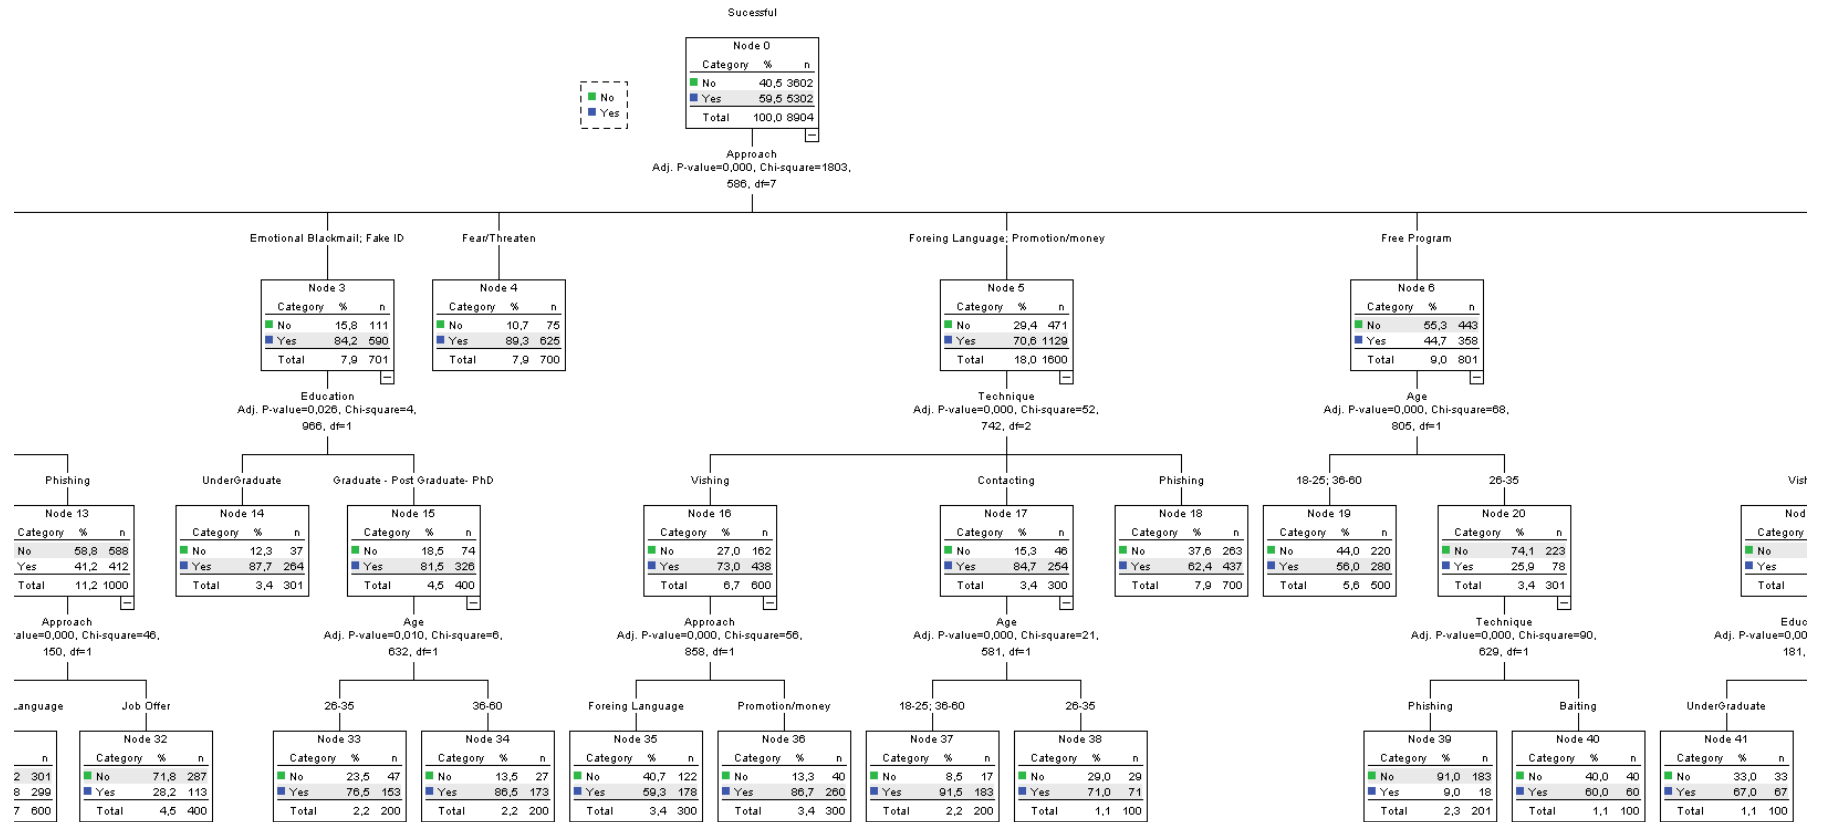 Sucessful
Node 0
Category % n
No 40,5 3602
Yes 59,5 5302
Total 100,0 8904
No
Yes
Approach
Adj. P-value=0,000, Chi-square=1803,
586, df=7
Emotional Blackmail; Fake ID
Fear/Threaten
Foreing Language; Promotion/money
Free Program
Node 3
Category % n
No 15,8 111
Yes 84,2 590
Total 7,9 701
Node 4
Category % n
No 10,7 75
Yes 89,3 625
Total 7,9 700
Node 5
Category % n
No 29,4 471
Yes 70,6 1129
Total 18,0 1600
Node 6
Category % n
No 55,3 443
Yes 44,7 358
Total 9,0 801
Education
Adj. P-value=0,026, Chi-square=4,
966, df=1
Technique
Adj. P-value=0,000, Chi-square=52,
742, df=2
Age
Adj. P-value=0,000, Chi-square=68,
805, df=1
Phishing
UnderGraduate
Graduate - Post Graduate- PhD
Vishing
Contacting
Phishing
18-25; 36-60
26-35
Vish
Node 13
Category % n
No 58,8 588
Yes 41,2 412
Total 11,2 1000
Node 14
Category % n
No 12,3 37
Yes 87,7 264
Total 3,4 301
Node 15
Category % n
No 18,5 74
Yes 81,5 326
Total 4,5 400
Node 16
Category % n
No 27,0 162
Yes 73,0 438
Total 6,7 600
Node 17
Category % n
No 15,3 46
Yes 84,7 254
Total 3,4 300
Node 18
Category % n
No 37,6 263
Yes 62,4 437
Total 7,9 700
Node 19
Category % n
No 44,0 220
Yes 56,0 280
Total 5,6 500
Node 20
Category % n
No 74,1 223
Yes 25,9 78
Total 3,4 301
Nod
Category
No
Yes
Total
Approach
value=0,000, Chi-square=46,
150, df=1
Age
Adj. P-value=0,010, Chi-square=6,
632, df=1
Approach
Adj. P-value=0,000, Chi-square=56,
858, df=1
Age
Adj. P-value=0,000, Chi-square=21,
581, df=1
Technique
Adj. P-value=0,000, Chi-square=90,
629, df=1
Educ
Adj. P-value=0,00
181,
Language
Job Offer
26-35
36-60
Foreing Language
Promotion/money
18-25; 36-60
26-35
Phishing
Baiting
UnderGraduate
n
2 301
8 299
7 600
Node 32
Category % n
No 71,8 287
Yes 28,2 113
Total 4,5 400
Node 33
Category % n
No 23,5 47
Yes 76,5 153
Total 2,2 200
Node 34
Category % n
No 13,5 27
Yes 86,5 173
Total 2,2 200
Node 35
Category % n
No 40,7 122
Yes 59,3 178
Total 3,4 300
Node 36
Category % n
No 13,3 40
Yes 86,7 260
Total 3,4 300
Node 37
Category % n
No 8,5 17
Yes 91,5 183
Total 2,2 200
Node 38
Category % n
No 29,0 29
Yes 71,0 71
Total 1,1 100
Node 39
Category % n
No 91,0 183
Yes 9,0 18
Total 2,3 201
Node 40
Category % n
No 40,0 40
Yes 60,0 60
Total 1,1 100
Node 41
Category % n
No 33,0 33
Yes 67,0 67
Total 1,1 100